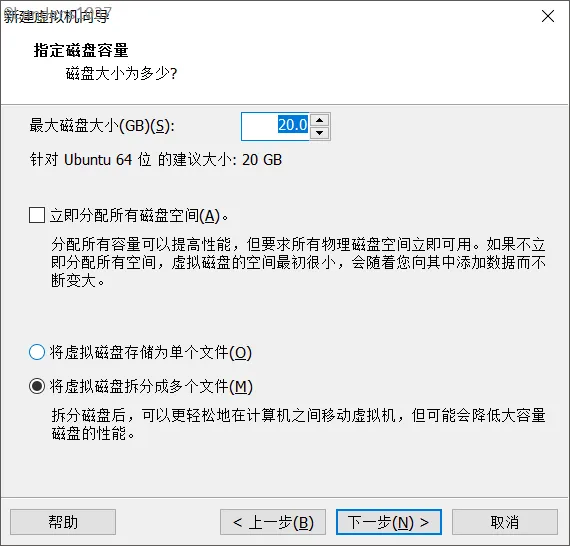 新建虚拟机向导
指定磁盘容量
磁盘大小为多少?
最大磁盘大小(GB)(S):
20.0
针对 Ubuntu 64 位 的建议大小: 20 GB
立即分配所有磁盘空间(A)。
分配所有容量可以提高性能，但要求所有物理磁盘空间立即可用。如果不立
即分配所有空间，虚拟磁盘的空间最初很小，会随着您向其中添加数据而不
断变大。
将虚拟磁盘存储为单个文件(O)
将虚拟磁盘拆分成多个文件(M)
拆分磁盘后，可以更轻松地在计算机之间移动虚拟机，但可能会降低大容量
磁盘的性能。
帮助
< 上一步(B)
下一步(N) >
取消